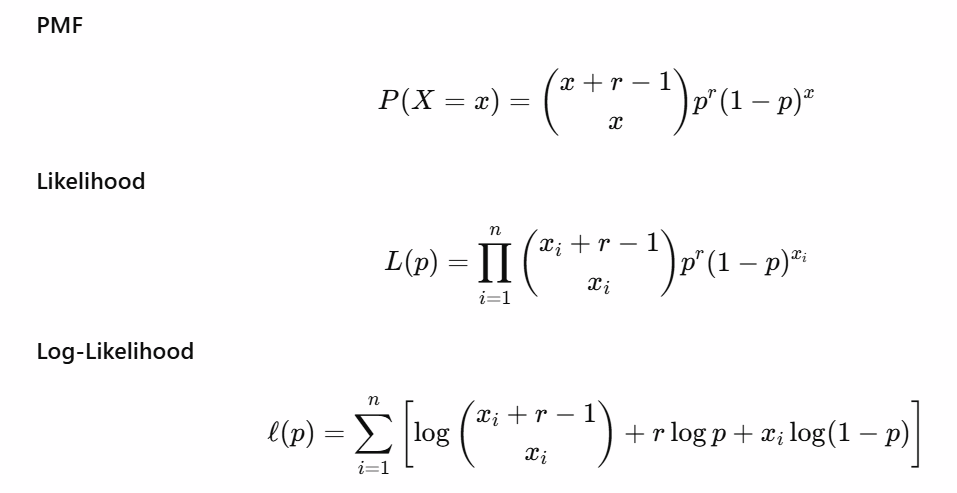 PMF
P(X = x) = \binom{x + r - 1}{x} p^r (1 - p)^x
Likelihood
L(p) = \prod_{i=1}^{n} \binom{x_i + r - 1}{x_i} p^r (1 - p)^{x_i}
Log-Likelihood
\ell(p) = \sum_{i=1}^{n} \left[ \log \binom{x_i + r - 1}{x_i} + r \log p + x_i \log(1 - p) \right]